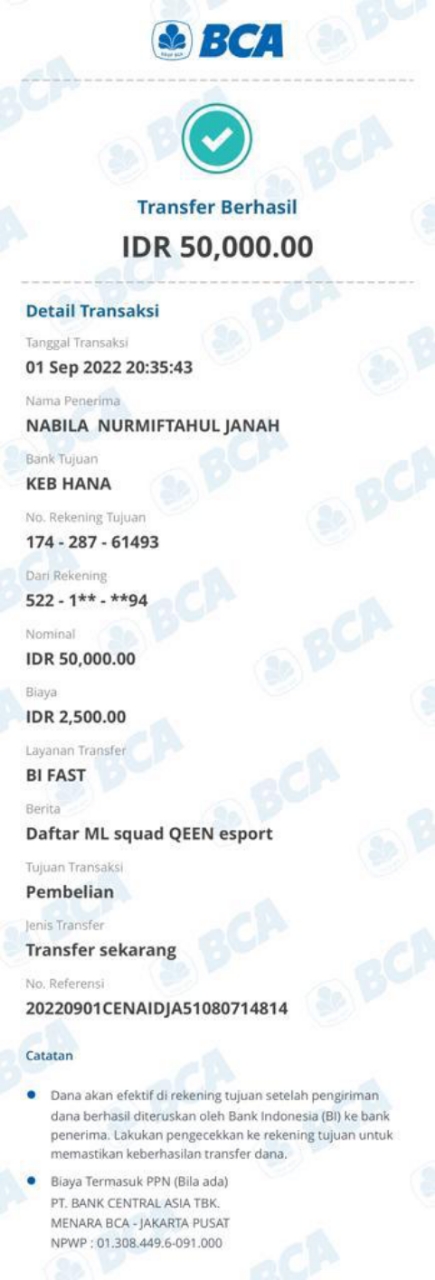 BCA
Transfer Berhasil
IDR 50,000.00
Detail Transaksi
Tanggal Transaksi
01 Sep 2022 20:35:43
Nama Penerima
NABILA NURMIFTAHUL JANAH
Bank Tujuan
KEB HANA
No. Rekening Tujuan
174 - 287 - 61493
Dari Rekening
522 - 1** - **94
Nominal
IDR 50,000.00
Biaya
IDR 2,500.00
Layanan Transfer
BI FAST
Berita
Daftar ML squad QEEN esport
Tujuan Transaksi
Pembelian
Jenis Transfer
Transfer sekarang
No. Referensi
20220901CENAIDJA51080714814
Catatan
Dana akan efektif di rekening tujuan setelah pengiriman
dana berhasil diteruskan oleh Bank Indonesia (BI) ke bank
penerima. Lakukan pengecekkan ke rekening tujuan untuk
memastikan keberhasilan transfer dana.
Biaya Termasuk PPN (Bila ada)
PT. BANK CENTRAL ASIA TBK.
MENARA BCA - JAKARTA PUSAT
NPWP : 01.308.449.6-091.000